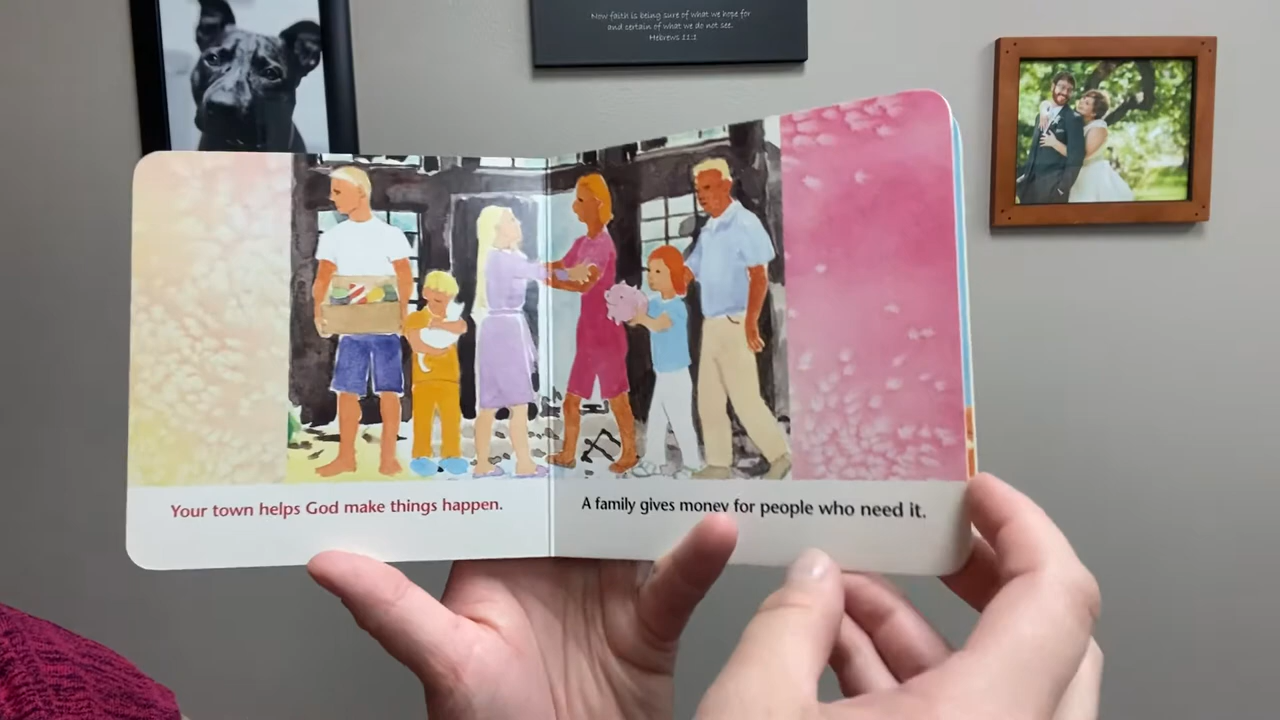 Now faith is being sure of what we hope for
and certain of what we do not see.
Hebrews 11:1
Your town helps God make things happen.
A family gives money for people who need it.